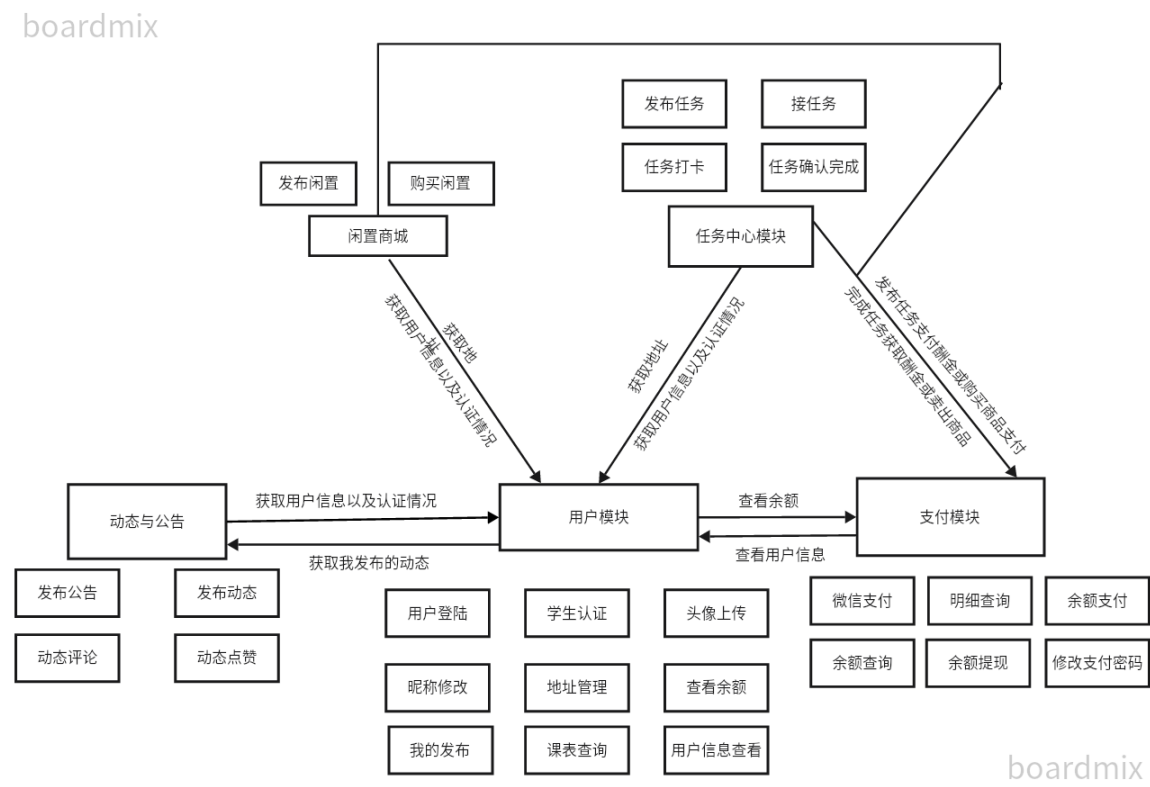 boardmix
发布任务
接任务
任务打卡
任务确认完成
发布闲置
购买闲置
闲置商城
任务中心模块
获取地
址
获取用户信息以及认证情况
获取地址
获取用户信息以及认证情况
发布任务支付酬金或购买商品支付
完成任务获取酬金或卖出商品
动态与公告
获取用户信息以及认证情况
获取我发布的动态
用户模块
查看余额
查看用户信息
支付模块
发布公告
发布动态
动态评论
动态点赞
用户登陆
学生认证
头像上传
昵称修改
地址管理
查看余额
我的发布
课表查询
用户信息查看
微信支付
明细查询
余额支付
余额查询
余额提现
修改支付密码
boardmix